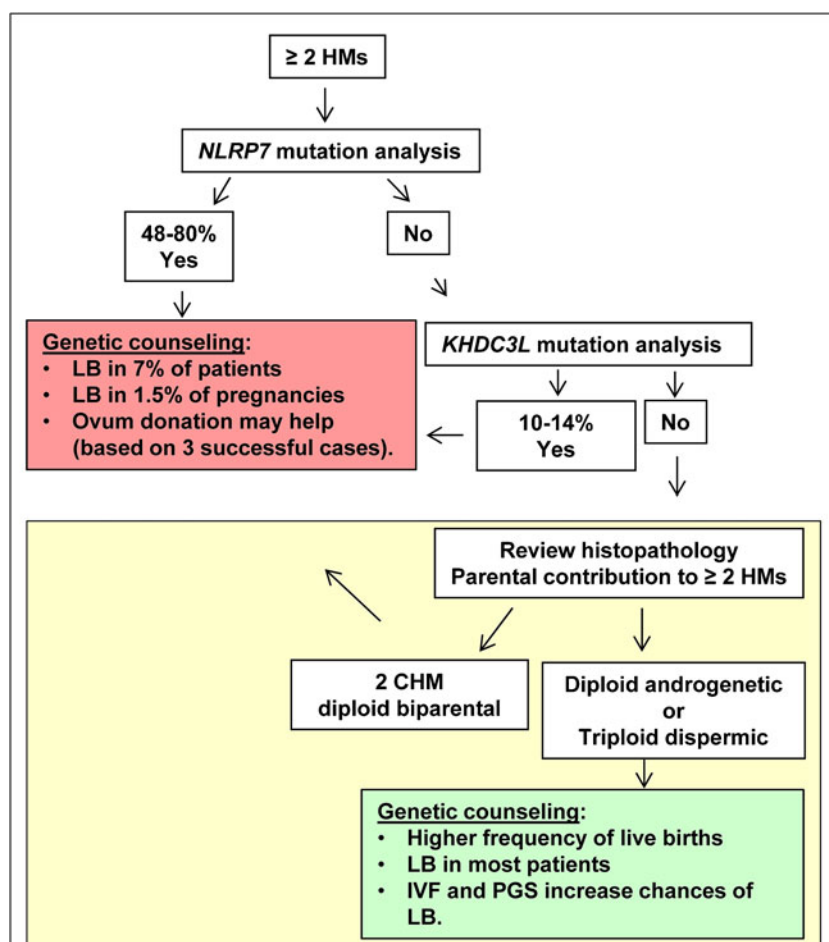 ≥ 2 HMs
NLRP7 mutation analysis
48-80%
Yes
No
Genetic counseling:
• LB in 7% of patients
• LB in 1.5% of pregnancies
• Ovum donation may help
(based on 3 successful cases).
KHDC3L mutation analysis
10-14%
Yes
No
Review histopathology
Parental contribution to ≥ 2 HMs
2 CHM
diploid biparental
Diploid androgenetic
or
Triploid dispermic
Genetic counseling:
• Higher frequency of live births
• LB in most patients
• IVF and PGS increase chances of
LB.